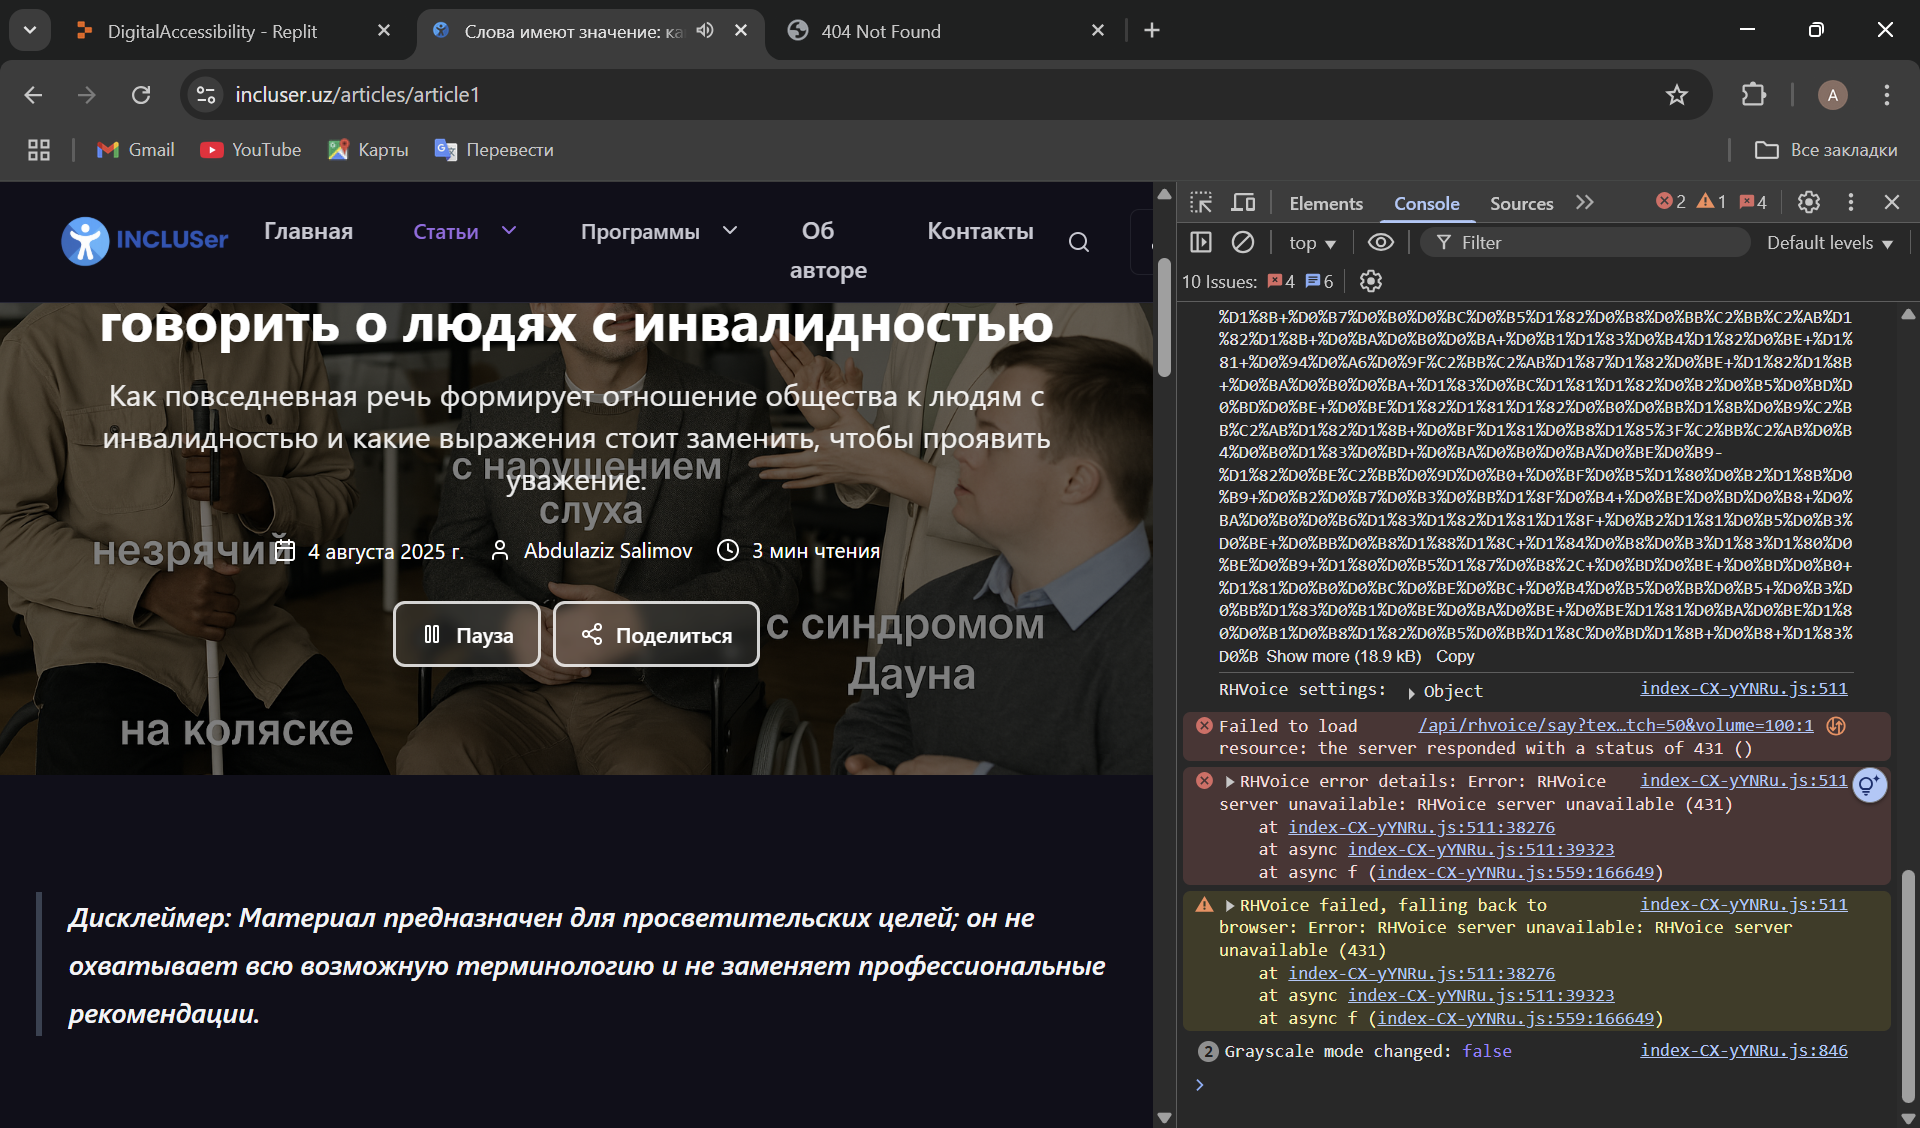 DigitalAccessibility - Replit
Слова имеют значение: ка
404 Not Found
incluser.uz/articles/article1
A
Gmail
YouTube
Карты
Перевести
Все закладки
INCLUSer
Главная
Статьи
Программы
Об авторе
Контакты
говорить о людях с инвалидностью
Как повседневная речь формирует отношение общества к людям с
инвалидностью и какие выражения стоит заменить, чтобы проявить
уважение.
с нарушением
слуха
незрячий
4 августа 2025 г.
Abdulaziz Salimov
3 мин чтения
Пауза
Поделиться
с синдромом
Дауна
на коляске
Дисклеймер: Материал предназначен для просветительских целей; он не
охватывает всю возможную терминологию и не заменяет профессиональные
рекомендации.
Elements
Console
Sources
2
1
4
top
Filter
Default levels
10 Issues:
4
6
%D1%8B+%D0%B7%D0%B0%D0%BC%D0%B5%D1%82%D0%B8%D0%BB%C2%BB%C2%AB%D1
%82%D1%8B+%D0%BA%D0%B0%D0%BA+%D0%B1%D1%83%D0%B4%D1%82%D0%BE+%D1%
81+%D0%94%D0%A6%D0%9F%C2%BB%C2%AB%D1%87%D1%82%D0%BE+%D1%82%D1%8B
+%D0%BA%D0%B0%D0%BA+%D1%83%D0%BC%D1%81%D1%82%D0%B2%D0%B5%D0%BD%D
0%BD%D0%BE+%D0%BE%D1%82%D1%81%D1%82%D0%B0%D0%BB%D1%8B%D0%B9%C2%B
B%C2%AB%D1%82%D1%8B+%D0%BF%D1%81%D0%B8%D1%85%3F%C2%BB%C2%AB%D0%B
4%D0%B0%D1%83%D0%BD+%D0%BA%D0%B0%D0%BA%D0%BE%D0%B9-
%D1%82%D0%BE%C2%BB%D0%9D%D0%B0+%D0%BF%D0%B5%D1%80%D0%B2%D1%8B%D0
%B9+%D0%B2%D0%B7%D0%B3%D0%BB%D1%8F%D0%B4+%D0%BE%D0%BD%D0%B8+%D0%
BA%D0%B0%D0%B6%D1%83%D1%82%D1%81%D1%8F+%D0%B2%D1%81%D0%B5%D0%B3%
D0%BE+%D0%BB%D0%B8%D1%88%D1%8C+%D1%84%D0%B8%D0%B3%D1%83%D1%80%D0
%BE%D0%B9+%D1%80%D0%B5%D1%87%D0%B8%2C+%D0%BD%D0%BE+%D0%BD%D0%B0+
%D1%81%D0%B0%D0%BC%D0%BE%D0%BC+%D0%B4%D0%B5%D0%BB%D0%B5+%D0%B3%D
0%BB%D1%83%D0%B1%D0%BE%D0%BA%D0%BE+%D0%BE%D1%81%D0%BA%D0%BE%D1%8
0%D0%B1%D0%B8%D1%82%D0%B5%D0%BB%D1%8C%D0%BD%D1%8B+%D0%B8+%D1%83%
D0%B Show more (18.9 kB) Copy
RHVoice settings: Object index-CX-yYNRu.js:511
Failed to load /api/rhvoice/say?tex…tch=50&volume=100:1
resource: the server responded with a status of 431 ()
RHVoice error details: Error: RHVoice index-CX-yYNRu.js:511
server unavailable: RHVoice server unavailable (431)
at index-CX-yYNRu.js:511:38276
at async index-CX-yYNRu.js:511:39323
at async f (index-CX-yYNRu.js:559:166649)
RHVoice failed, falling back to index-CX-yYNRu.js:511
browser: Error: RHVoice server unavailable: RHVoice server
unavailable (431)
at index-CX-yYNRu.js:511:38276
at async index-CX-yYNRu.js:511:39323
at async f (index-CX-yYNRu.js:559:166649)
2 Grayscale mode changed: false index-CX-yYNRu.js:846